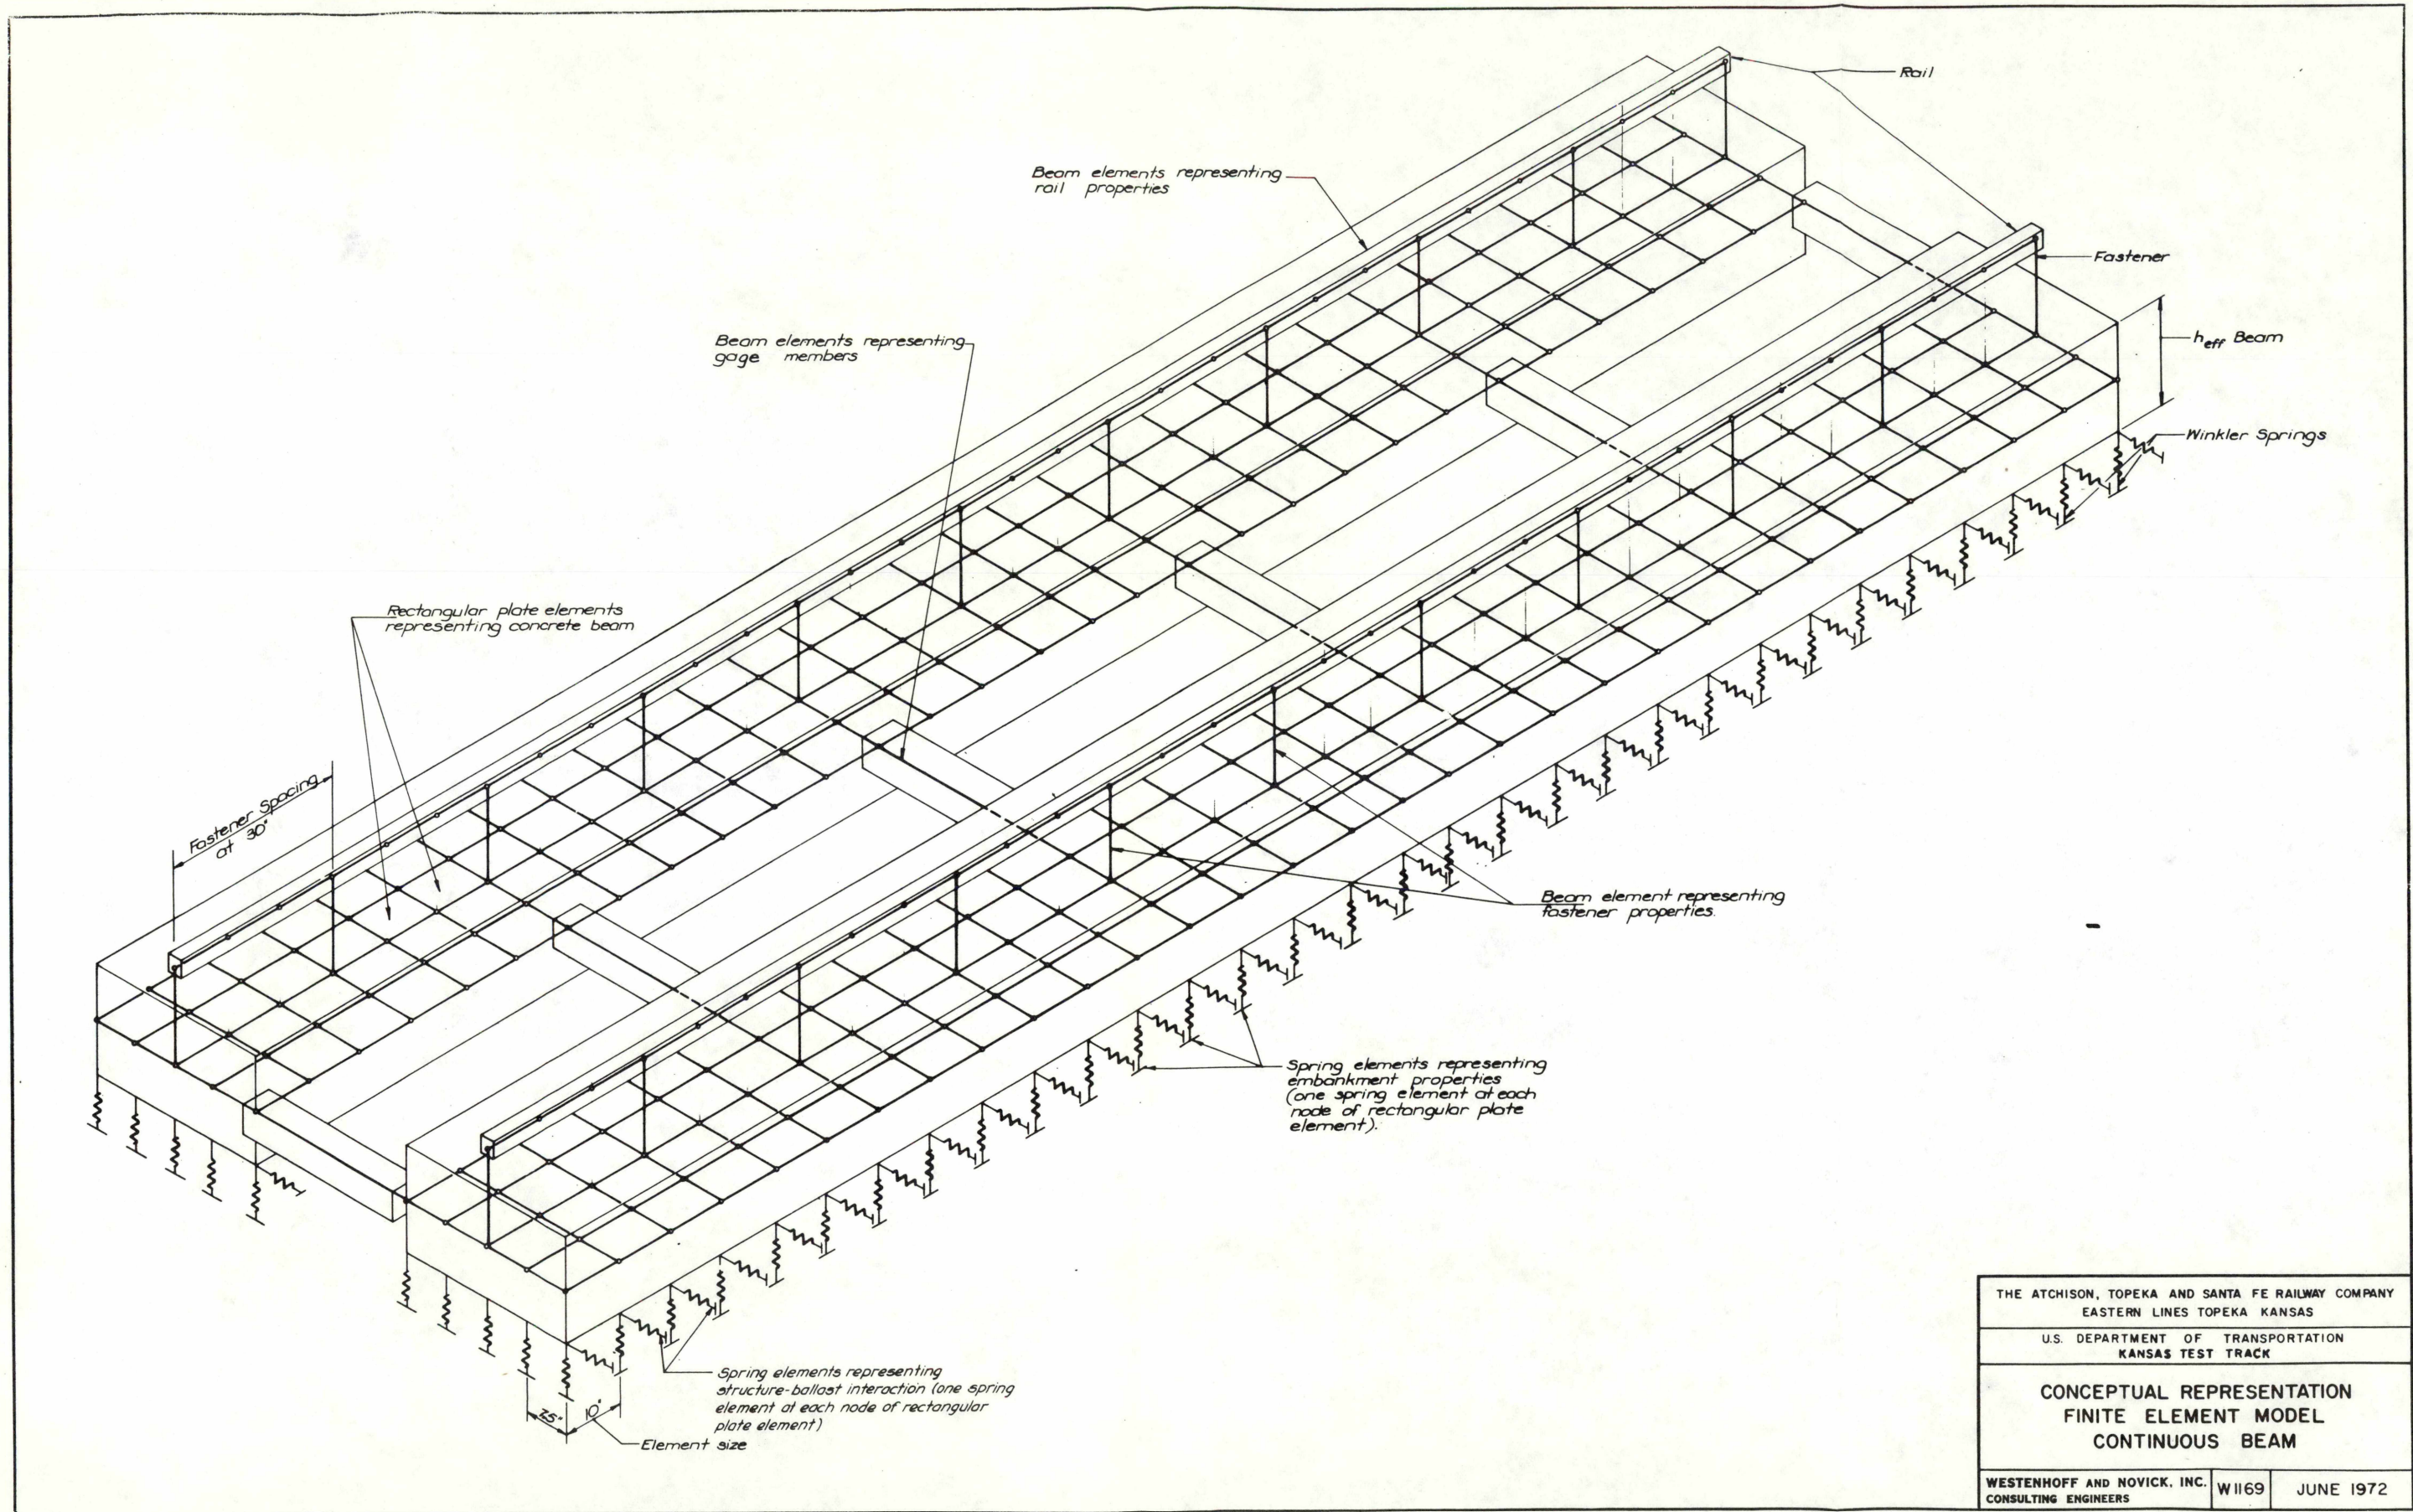 Rail
Beam elements representing
rail properties
Fastener
Beam elements representing
gage members
heff Beam
Winkler Springs
Rectangular plate elements
representing concrete beam
Fastener Spacing
at 30"
Beam element representing
fastener properties.
Spring elements representing
embankment properties
(one spring element at each
node of rectangular plate
element).
Spring elements representing
structure-ballast interaction (one spring
element at each node of rectangular
plate element)
7.5"
10"
Element size
THE ATCHISON, TOPEKA AND SANTA FE RAILWAY COMPANY
EASTERN LINES TOPEKA KANSAS
U.S. DEPARTMENT OF TRANSPORTATION
KANSAS TEST TRACK
CONCEPTUAL REPRESENTATION
FINITE ELEMENT MODEL
CONTINUOUS BEAM
WESTENHOFF AND NOVICK, INC.
CONSULTING ENGINEERS
W1169
JUNE 1972